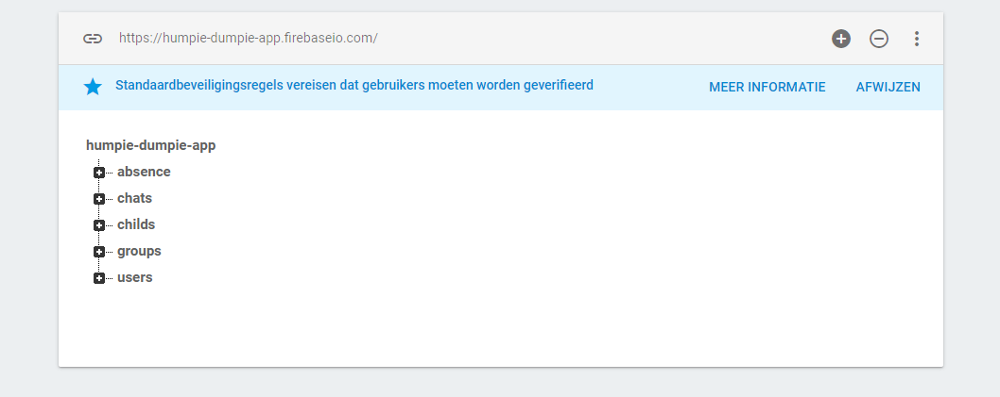 https://humpie-dumpie-app.firebaseio.com/
Standaardbeveiligingsregels vereisen dat gebruikers moeten worden geverifieerd MEER INFORMATIE AFWIJZEN
humpie-dumpie-app
absence
chats
childs
groups
users